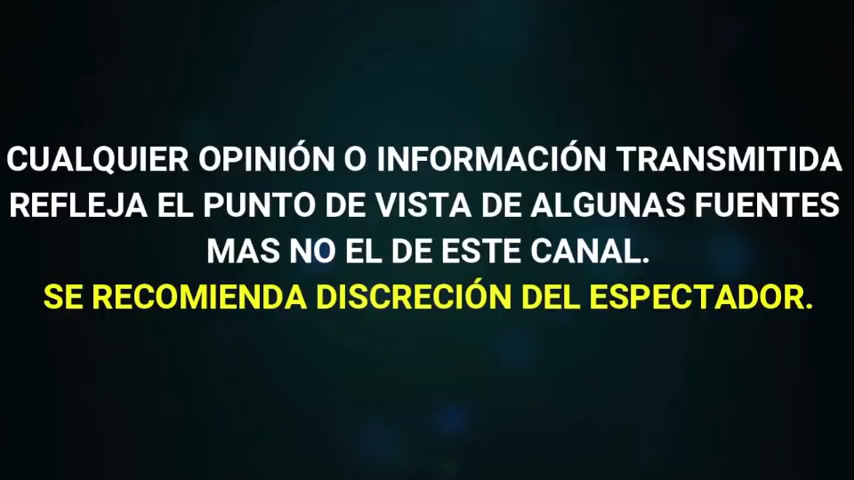 CUALQUIER OPINIÓN O INFORMACIÓN TRANSMITIDA
REFLEJA EL PUNTO DE VISTA DE ALGUNAS FUENTES
MAS NO EL DE ESTE CANAL.
SE RECOMIENDA DISCRECIÓN DEL ESPECTADOR.